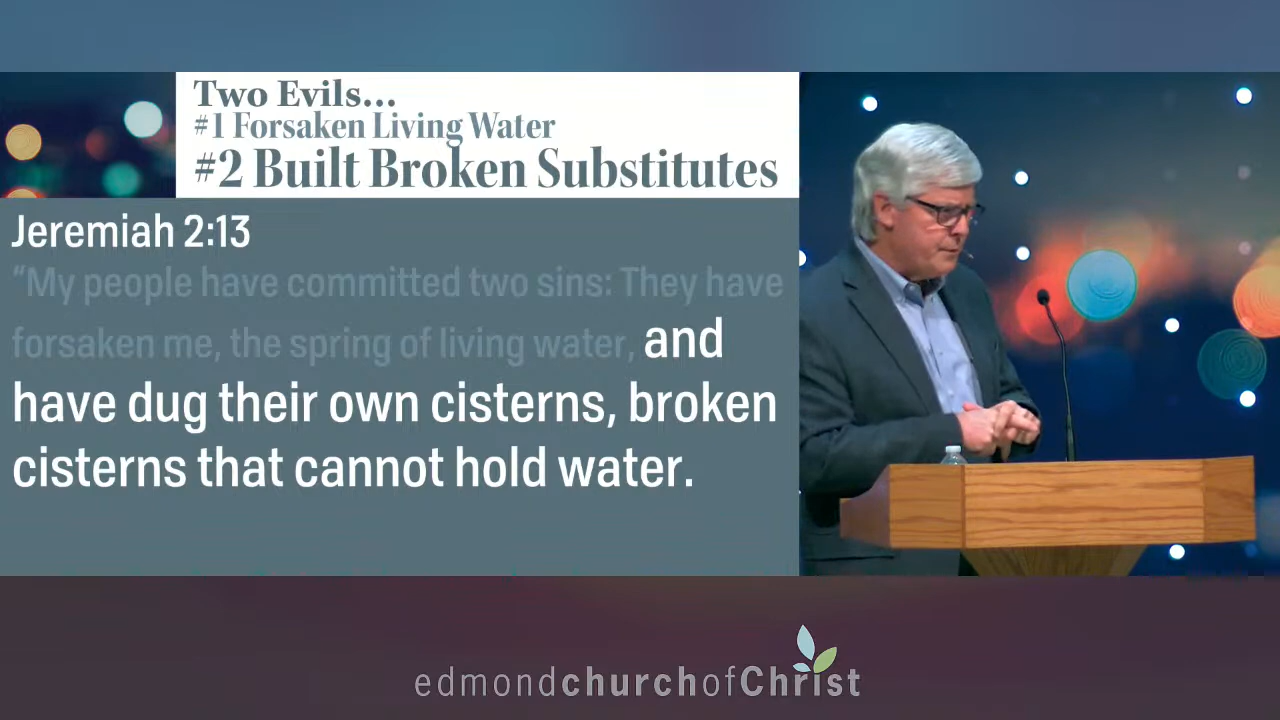 Two Evils...
#1 Forsaken Living Water
#2 Built Broken Substitutes
Jeremiah 2:13
“My people have committed two sins: They have
forsaken me, the spring of living water, and
have dug their own cisterns, broken
cisterns that cannot hold water.
edmondchurchofChrist